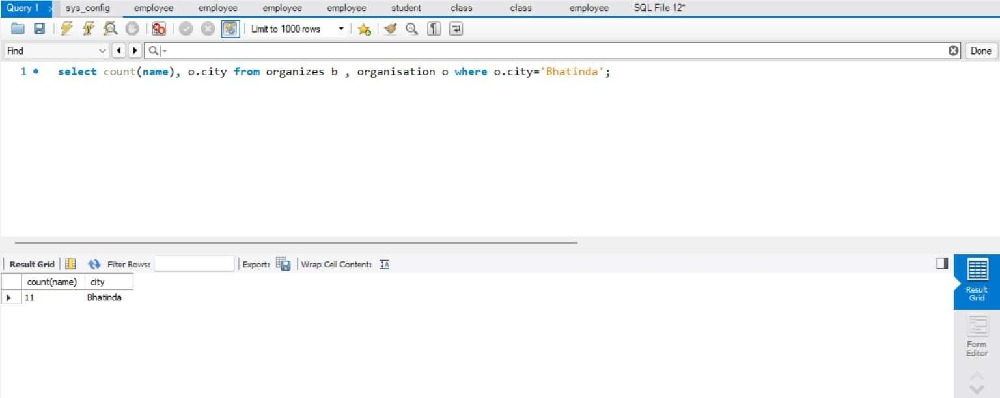 Query 1 sys_config employee employee employee employee student class class employee SQL File 12*
Limit to 1000 rows
Find Done
1 select count(name), o.city from organizes b , organisation o where o.city='Bhatinda';
Result Grid Filter Rows: Export: Wrap Cell Content:
count(name) city
11 Bhatinda
Result
Grid
Form
Editor